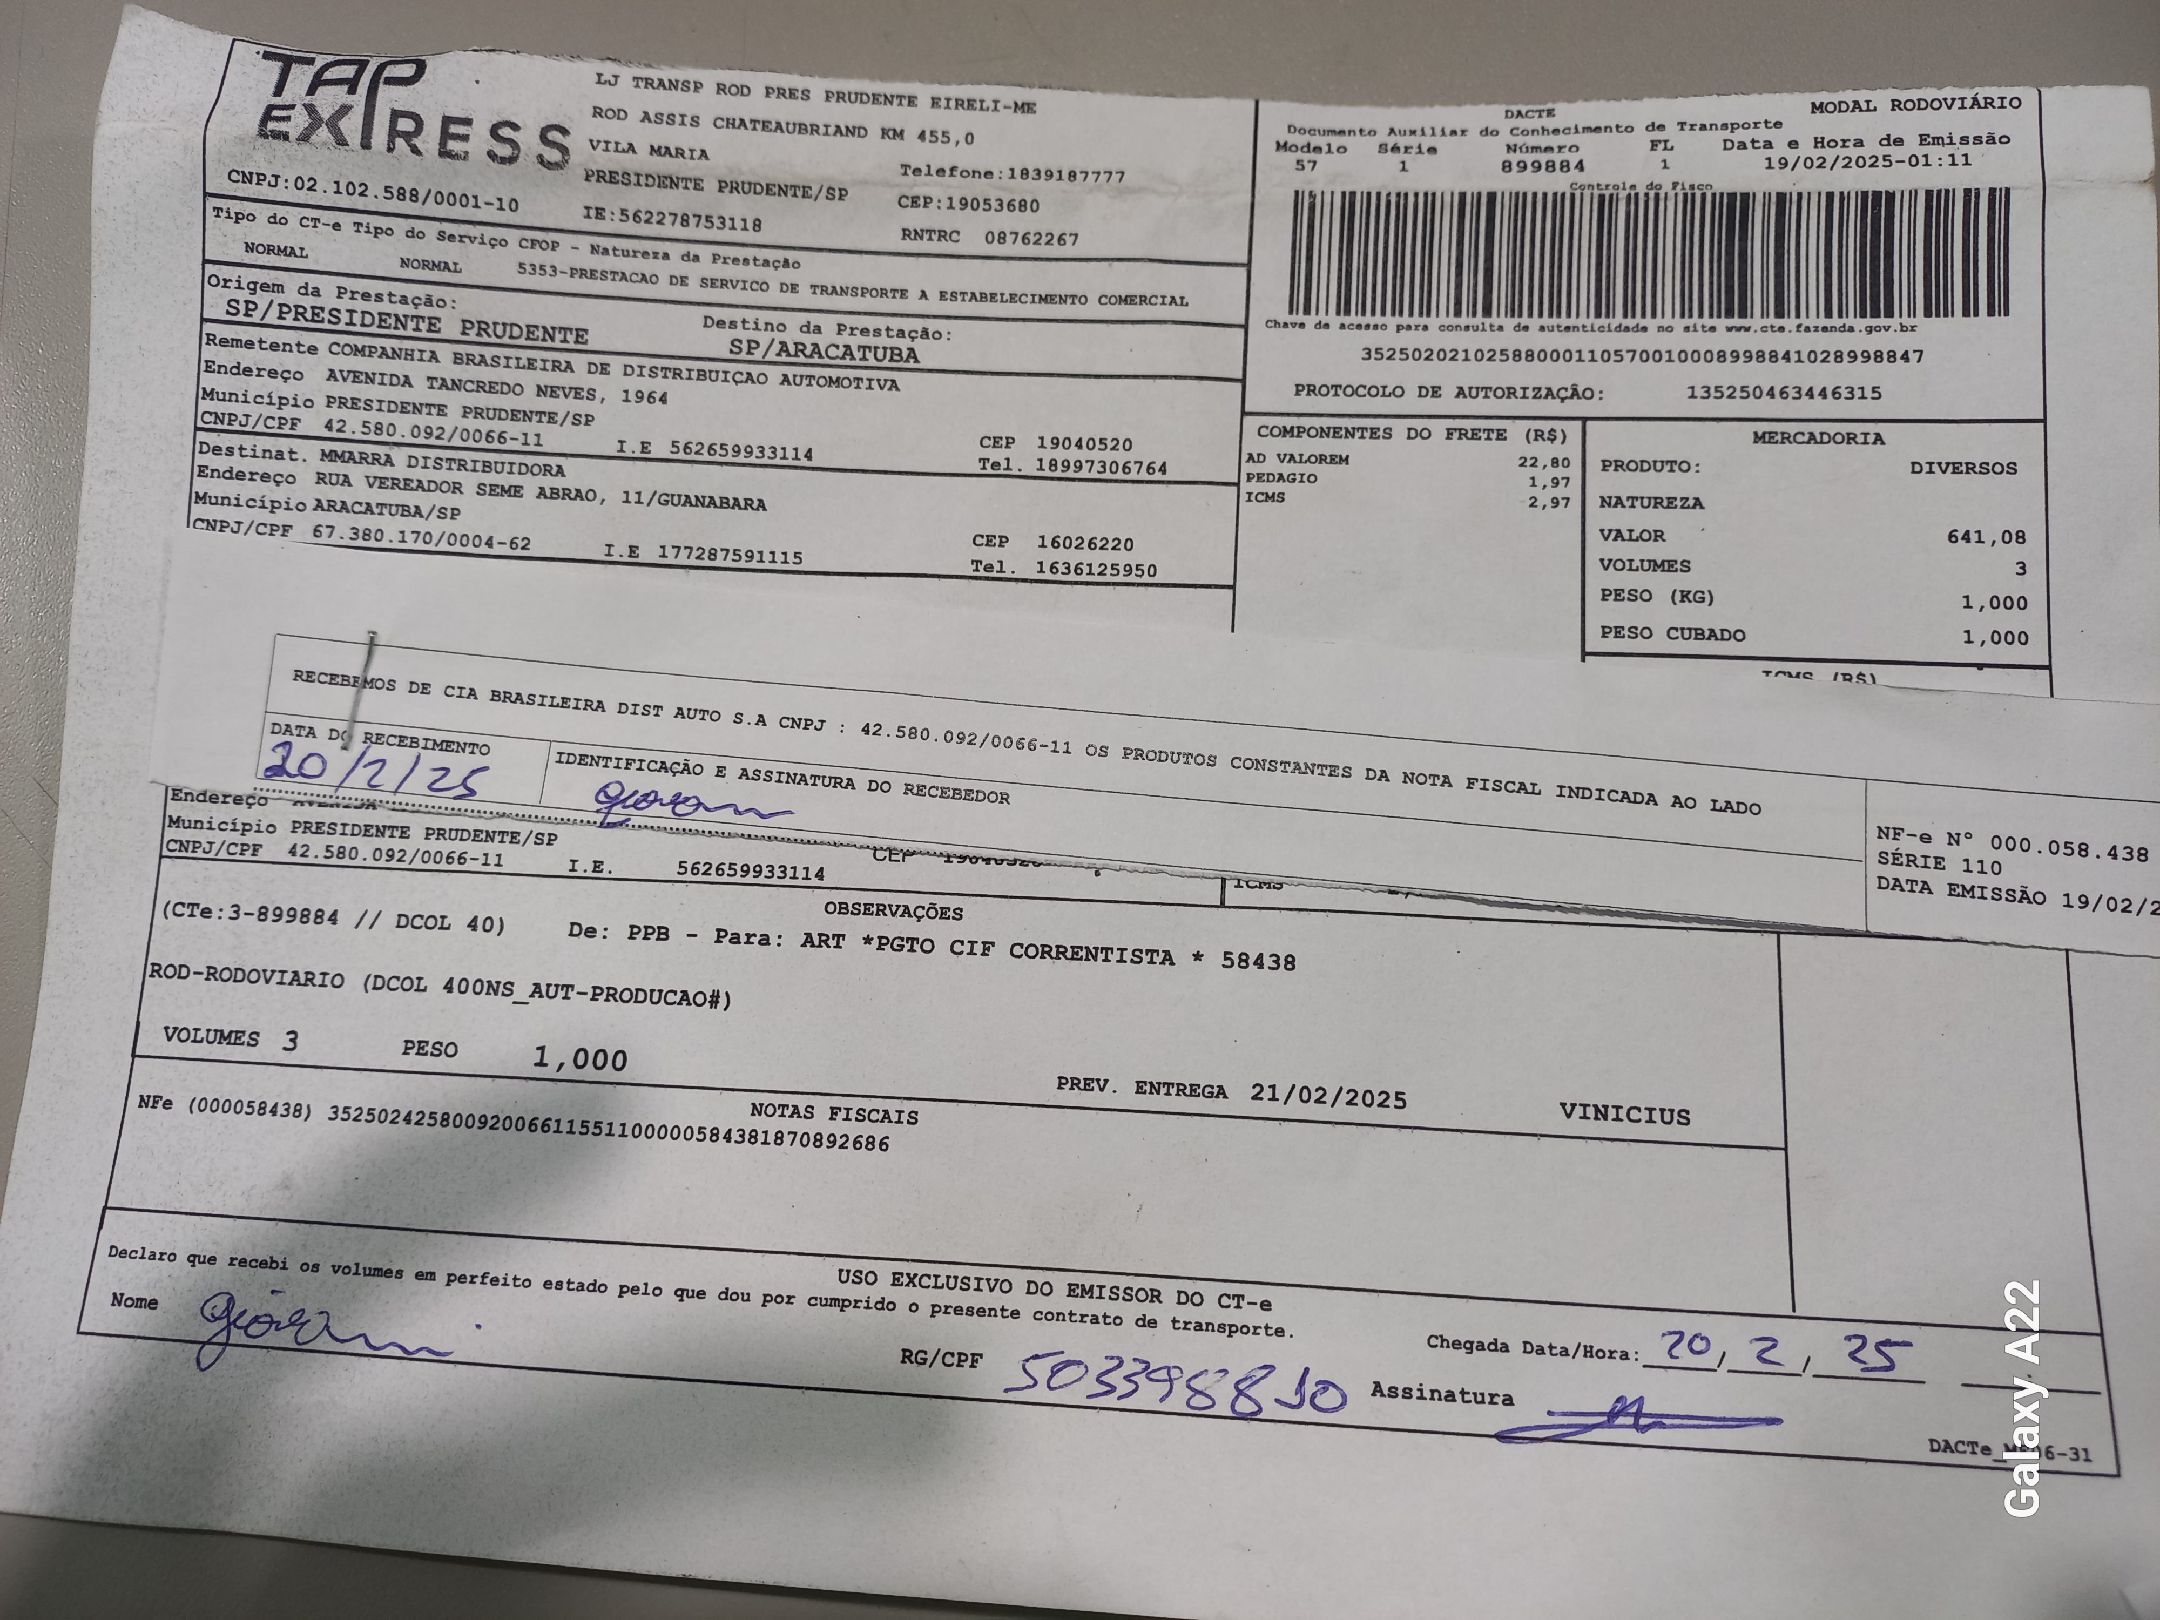 TAP EXPRESS
LJ TRANSP ROD PRES PRUDENTE EIRELI-ME
ROD ASSIS CHATEAUBRIAND KM 455,0
VILA MARIA
Telefone:1839187777
PRESIDENTE PRUDENTE/SP
CEP:19053680
CNPJ:02.102.588/0001-10
IE:562278753118
RNTRC 08762267
DACTE
MODAL RODOVIÁRIO
Documento Auxiliar do Conhecimento de Transporte
Modelo Série Número FL Data e Hora de Emissão
57 1 899884 1 19/02/2025-01:11
Controle do Fisco
Chave de acesso para consulta de autenticidade no site www.cte.fazenda.gov.br
35250202102588000110570010008998841028998847
PROTOCOLO DE AUTORIZAÇÃO: 135250463446315
Tipo do CT-e Tipo do Serviço CFOP - Natureza da Prestação
NORMAL NORMAL 5353-PRESTACAO DE SERVICO DE TRANSPORTE A ESTABELECIMENTO COMERCIAL
Origem da Prestação:
SP/PRESIDENTE PRUDENTE
Destino da Prestação:
SP/ARACATUBA
Remetente COMPANHIA BRASILEIRA DE DISTRIBUIÇAO AUTOMOTIVA
Endereço AVENIDA TANCREDO NEVES, 1964
Município PRESIDENTE PRUDENTE/SP
CEP 19040520
CNPJ/CPF 42.580.092/0066-11 I.E 562659933114
Tel. 18997306764
Destinat. MMARRA DISTRIBUIDORA
Endereço RUA VEREADOR SEME ABRAO, 11/GUANABARA
Município ARACATUBA/SP
CEP 16026220
CNPJ/CPF 67.380.170/0004-62 I.E 177287591115
Tel. 1636125950
COMPONENTES DO FRETE (R$)
AD VALOREM 22,80
PEDAGIO 1,97
ICMS 2,97
MERCADORIA
PRODUTO: DIVERSOS
NATUREZA
VALOR 641,08
VOLUMES 3
PESO (KG) 1,000
PESO CUBADO 1,000
ICMS (R$)
RECEBEMOS DE CIA BRASILEIRA DIST AUTO S.A CNPJ : 42.580.092/0066-11 OS PRODUTOS CONSTANTES DA NOTA FISCAL INDICADA AO LADO
DATA DO RECEBIMENTO
20/2/25
IDENTIFICAÇÃO E ASSINATURA DO RECEBEDOR
giovani
NF-e N° 000.058.438
SÉRIE 110
DATA EMISSÃO 19/02/2
Endereço
Município PRESIDENTE PRUDENTE/SP
CEP 19040520
CNPJ/CPF 42.580.092/0066-11 I.E. 562659933114
ICMS
OBSERVAÇÕES
(CTe:3-899884 // DCOL 40) De: PPB - Para: ART *PGTO CIF CORRENTISTA * 58438
ROD-RODOVIARIO (DCOL 400NS_AUT-PRODUCAO#)
VOLUMES 3 PESO 1,000
PREV. ENTREGA 21/02/2025 VINICIUS
NOTAS FISCAIS
NFe (000058438) 35250242580092006611551100000584381870892686
USO EXCLUSIVO DO EMISSOR DO CT-e
Declaro que recebi os volumes em perfeito estado pelo que dou por cumprido o presente contrato de transporte.
Nome giovani
RG/CPF 503398810
Chegada Data/Hora: 20, 2, 25
Assinatura
Galaxy A22